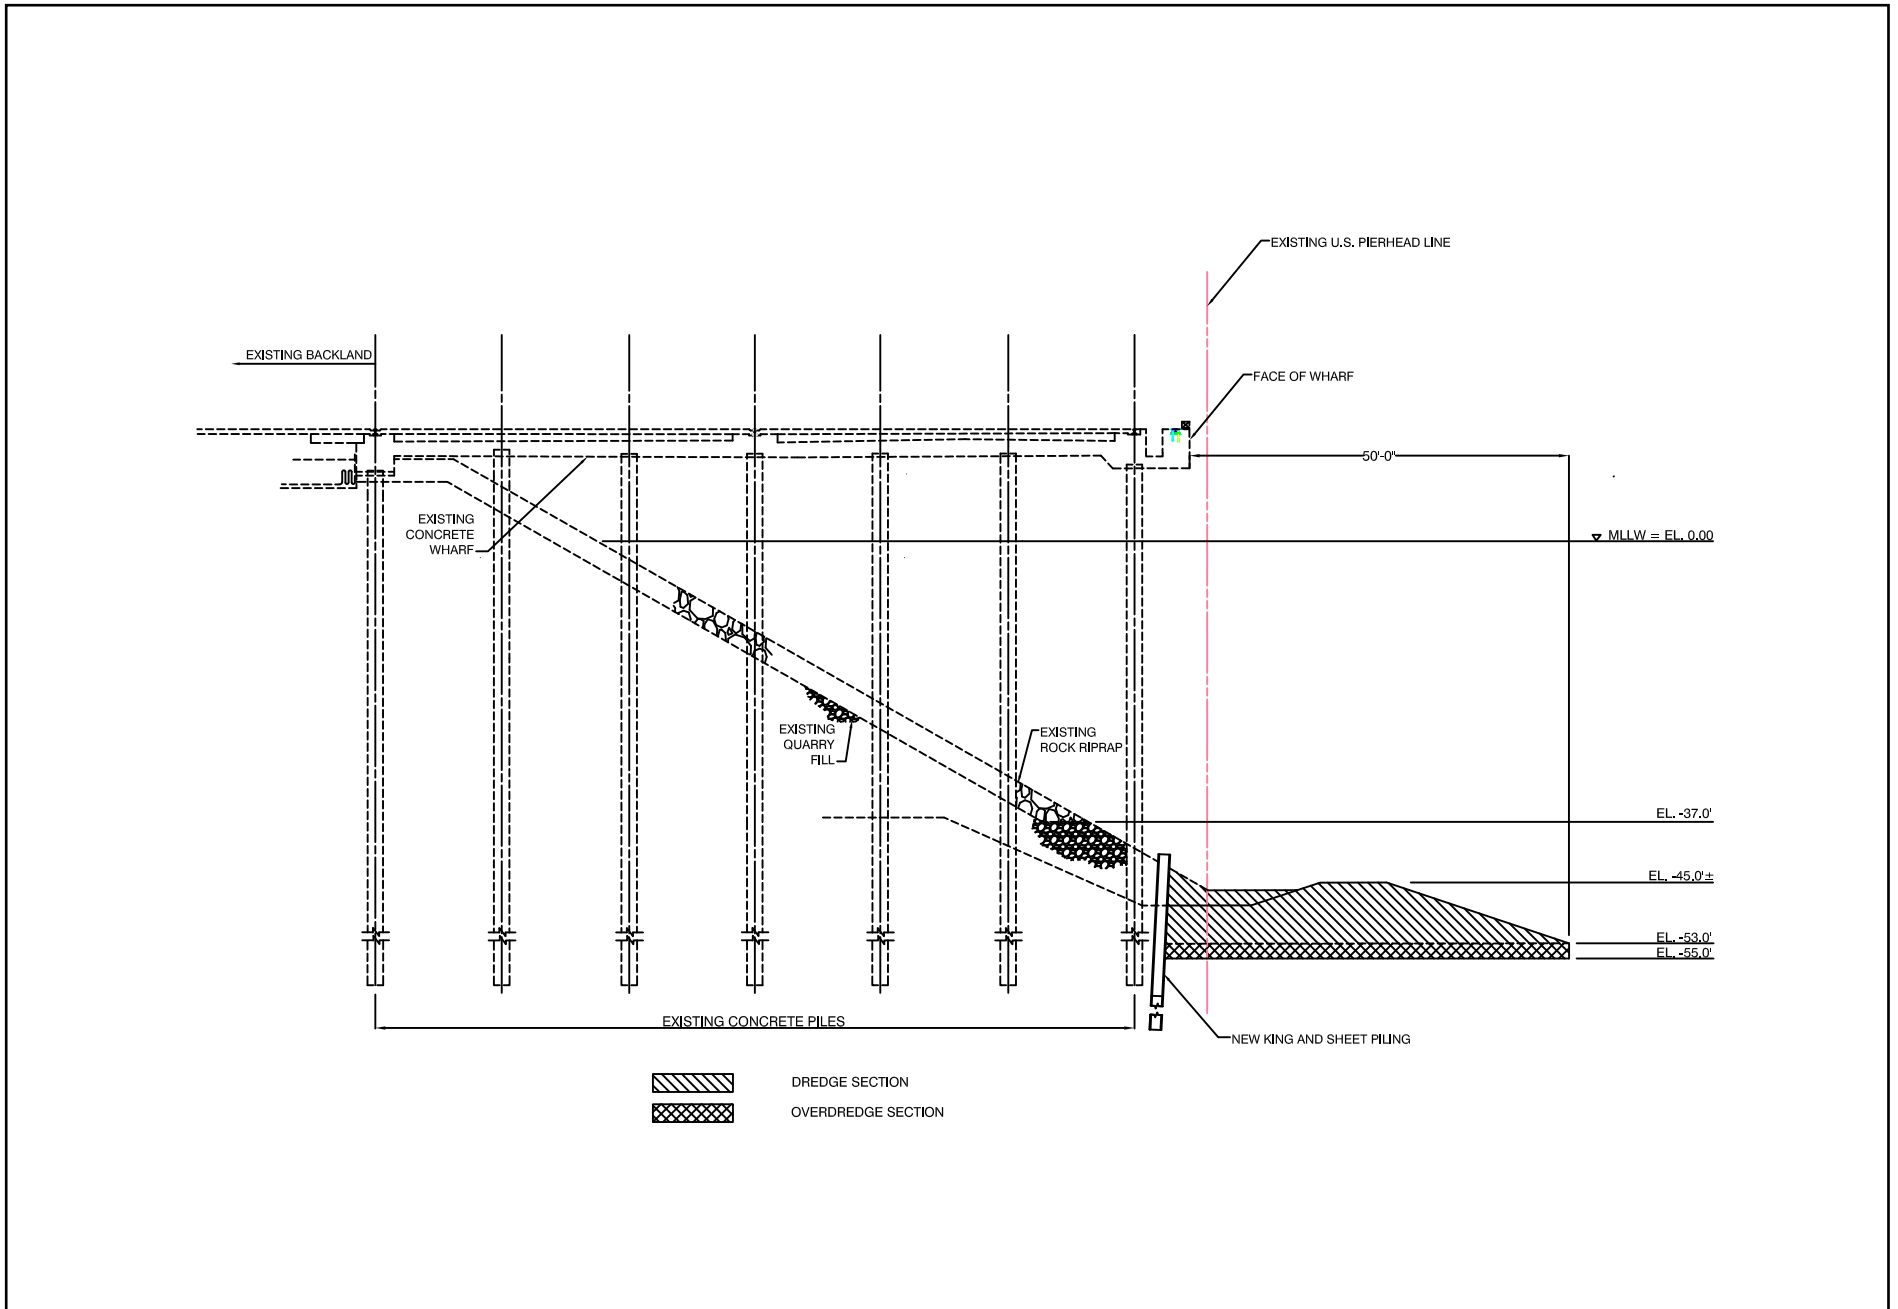 EXISTING U.S. PIERHEAD LINE
EXISTING BACKLAND
FACE OF WHARF
50'-0"
EXISTING
CONCRETE
WHARF
MLLW = EL. 0.00
EXISTING
QUARRY
FILL
EXISTING
ROCK RIPRAP
EL. -37.0'
EL. -45.0'±
EL. -53.0'
EL. -55.0'
EXISTING CONCRETE PILES
NEW KING AND SHEET PILING
DREDGE SECTION
OVERDREDGE SECTION